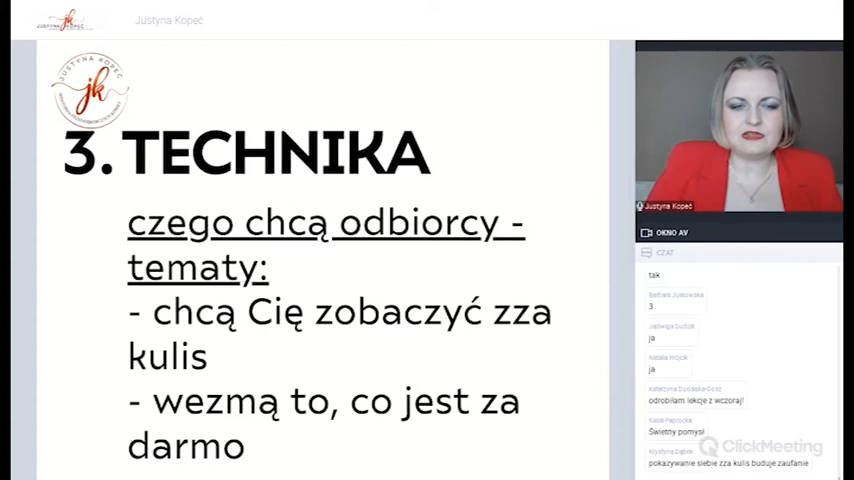 Justyna Kopeć
JUSTYNA KOPEĆ
jk
3. TECHNIKA
czego chcą odbiorcy -
tematy:
- chcą Cię zobaczyć zza
kulis
- wezmą to, co jest za
darmo
Justyna Kopeć
OKNO AV
CZAT
tak
Barbara Jurkowska
3
Jadwiga Dudzik
ja
Natalia Wójcik
ja
Katarzyna
odrobiłam lekcje z wczoraj!
Kasia Paprocka
Świetny pomysł
Krystyna Dąbek
pokazywanie siebie zza kulis buduje zaufanie
ClickMeeting